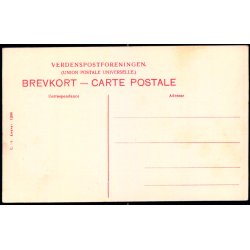 VERDENSPOSTFORENINGEN.
(UNION POSTALE UNIVERSELLE.)
BREVKORT — CARTE POSTALE
Correspondance
Adresse